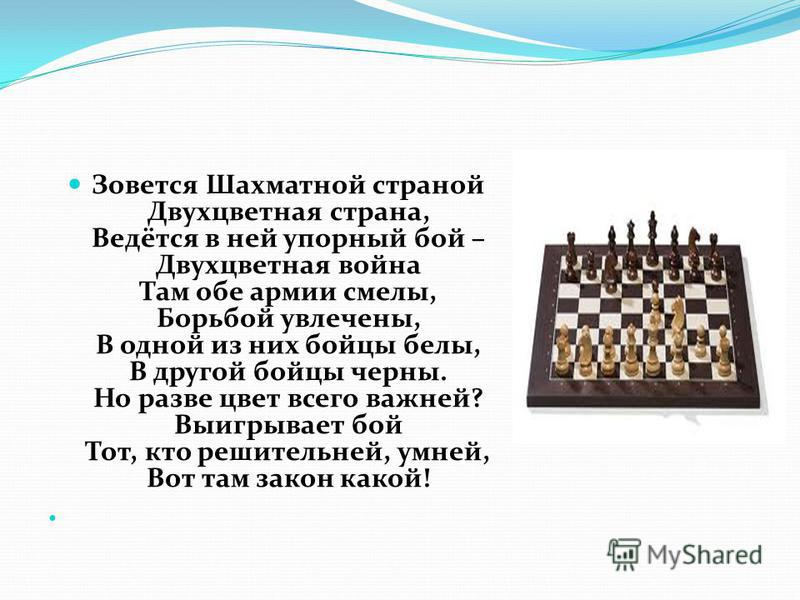 Зовется Шахматной страной
Двухцветная страна,
Ведётся в ней упорный бой –
Двухцветная война
Там обе армии смелы,
Борьбой увлечены,
В одной из них бойцы белы,
В другой бойцы черны.
Но разве цвет всего важней?
Выигрывает бой
Тот, кто решительней, умней,
Вот там закон какой!
MyShared